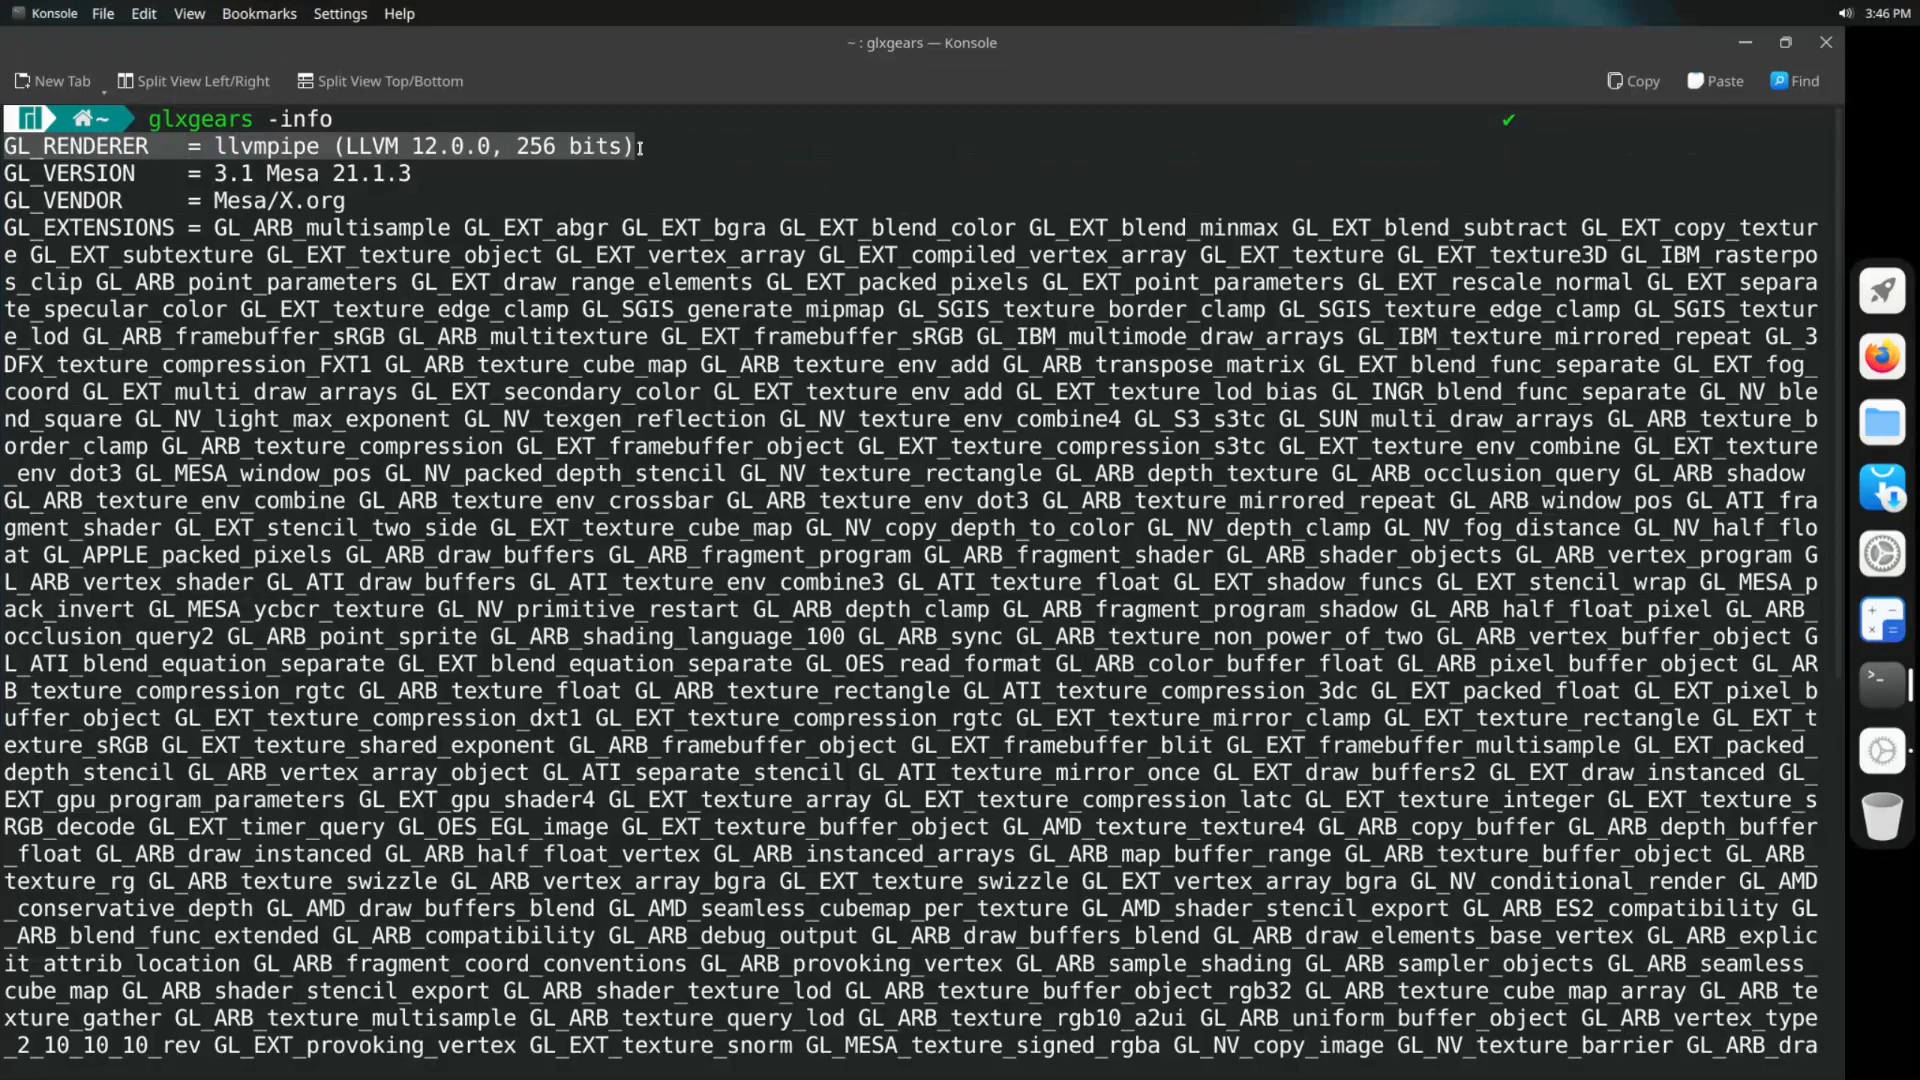 Konsole File Edit View Bookmarks Settings Help 3:46 PM
~ : glxgears — Konsole
New Tab Split View Left/Right Split View Top/Bottom Copy Paste Find
~ glxgears -info ✔
GL_RENDERER   = llvmpipe (LLVM 12.0.0, 256 bits)
GL_VERSION    = 3.1 Mesa 21.1.3
GL_VENDOR     = Mesa/X.org
GL_EXTENSIONS = GL_ARB_multisample GL_EXT_abgr GL_EXT_bgra GL_EXT_blend_color GL_EXT_blend_minmax GL_EXT_blend_subtract GL_EXT_copy_textur
e GL_EXT_subtexture GL_EXT_texture_object GL_EXT_vertex_array GL_EXT_compiled_vertex_array GL_EXT_texture GL_EXT_texture3D GL_IBM_rasterpo
s_clip GL_ARB_point_parameters GL_EXT_draw_range_elements GL_EXT_packed_pixels GL_EXT_point_parameters GL_EXT_rescale_normal GL_EXT_separa
te_specular_color GL_EXT_texture_edge_clamp GL_SGIS_generate_mipmap GL_SGIS_texture_border_clamp GL_SGIS_texture_edge_clamp GL_SGIS_textur
e_lod GL_ARB_framebuffer_sRGB GL_ARB_multitexture GL_EXT_framebuffer_sRGB GL_IBM_multimode_draw_arrays GL_IBM_texture_mirrored_repeat GL_3
DFX_texture_compression_FXT1 GL_ARB_texture_cube_map GL_ARB_texture_env_add GL_ARB_transpose_matrix GL_EXT_blend_func_separate GL_EXT_fog_
coord GL_EXT_multi_draw_arrays GL_EXT_secondary_color GL_EXT_texture_env_add GL_EXT_texture_lod_bias GL_INGR_blend_func_separate GL_NV_ble
nd_square GL_NV_light_max_exponent GL_NV_texgen_reflection GL_NV_texture_env_combine4 GL_S3_s3tc GL_SUN_multi_draw_arrays GL_ARB_texture_b
order_clamp GL_ARB_texture_compression GL_EXT_framebuffer_object GL_EXT_texture_compression_s3tc GL_EXT_texture_env_combine GL_EXT_texture
_env_dot3 GL_MESA_window_pos GL_NV_packed_depth_stencil GL_NV_texture_rectangle GL_ARB_depth_texture GL_ARB_occlusion_query GL_ARB_shadow
GL_ARB_texture_env_combine GL_ARB_texture_env_crossbar GL_ARB_texture_env_dot3 GL_ARB_texture_mirrored_repeat GL_ARB_window_pos GL_ATI_fra
gment_shader GL_EXT_stencil_two_side GL_EXT_texture_cube_map GL_NV_copy_depth_to_color GL_NV_depth_clamp GL_NV_fog_distance GL_NV_half_flo
at GL_APPLE_packed_pixels GL_ARB_draw_buffers GL_ARB_fragment_program GL_ARB_fragment_shader GL_ARB_shader_objects GL_ARB_vertex_program G
L_ARB_vertex_shader GL_ATI_draw_buffers GL_ATI_texture_env_combine3 GL_ATI_texture_float GL_EXT_shadow_funcs GL_EXT_stencil_wrap GL_MESA_p
ack_invert GL_MESA_ycbcr_texture GL_NV_primitive_restart GL_ARB_depth_clamp GL_ARB_fragment_program_shadow GL_ARB_half_float_pixel GL_ARB_
occlusion_query2 GL_ARB_point_sprite GL_ARB_shading_language_100 GL_ARB_sync GL_ARB_texture_non_power_of_two GL_ARB_vertex_buffer_object G
L_ATI_blend_equation_separate GL_EXT_blend_equation_separate GL_OES_read_format GL_ARB_color_buffer_float GL_ARB_pixel_buffer_object GL_AR
B_texture_compression_rgtc GL_ARB_texture_float GL_ARB_texture_rectangle GL_ATI_texture_compression_3dc GL_EXT_packed_float GL_EXT_pixel_b
uffer_object GL_EXT_texture_compression_dxt1 GL_EXT_texture_compression_rgtc GL_EXT_texture_mirror_clamp GL_EXT_texture_rectangle GL_EXT_t
exture_sRGB GL_EXT_texture_shared_exponent GL_ARB_framebuffer_object GL_EXT_framebuffer_blit GL_EXT_framebuffer_multisample GL_EXT_packed_
depth_stencil GL_ARB_vertex_array_object GL_ATI_separate_stencil GL_ATI_texture_mirror_once GL_EXT_draw_buffers2 GL_EXT_draw_instanced GL_
EXT_gpu_program_parameters GL_EXT_gpu_shader4 GL_EXT_texture_array GL_EXT_texture_compression_latc GL_EXT_texture_integer GL_EXT_texture_s
RGB_decode GL_EXT_timer_query GL_OES_EGL_image GL_EXT_texture_buffer_object GL_AMD_texture_texture4 GL_ARB_copy_buffer GL_ARB_depth_buffer
_float GL_ARB_draw_instanced GL_ARB_half_float_vertex GL_ARB_instanced_arrays GL_ARB_map_buffer_range GL_ARB_texture_buffer_object GL_ARB_
texture_rg GL_ARB_texture_swizzle GL_ARB_vertex_array_bgra GL_EXT_texture_swizzle GL_EXT_vertex_array_bgra GL_NV_conditional_render GL_AMD
_conservative_depth GL_AMD_draw_buffers_blend GL_AMD_seamless_cubemap_per_texture GL_AMD_shader_stencil_export GL_ARB_ES2_compatibility GL
_ARB_blend_func_extended GL_ARB_compatibility GL_ARB_debug_output GL_ARB_draw_buffers_blend GL_ARB_draw_elements_base_vertex GL_ARB_explic
it_attrib_location GL_ARB_fragment_coord_conventions GL_ARB_provoking_vertex GL_ARB_sample_shading GL_ARB_sampler_objects GL_ARB_seamless_
cube_map GL_ARB_shader_stencil_export GL_ARB_shader_texture_lod GL_ARB_texture_buffer_object_rgb32 GL_ARB_texture_cube_map_array GL_ARB_te
xture_gather GL_ARB_texture_multisample GL_ARB_texture_query_lod GL_ARB_texture_rgb10_a2ui GL_ARB_uniform_buffer_object GL_ARB_vertex_type
_2_10_10_10_rev GL_EXT_provoking_vertex GL_EXT_texture_snorm GL_MESA_texture_signed_rgba GL_NV_copy_image GL_NV_texture_barrier GL_ARB_dra